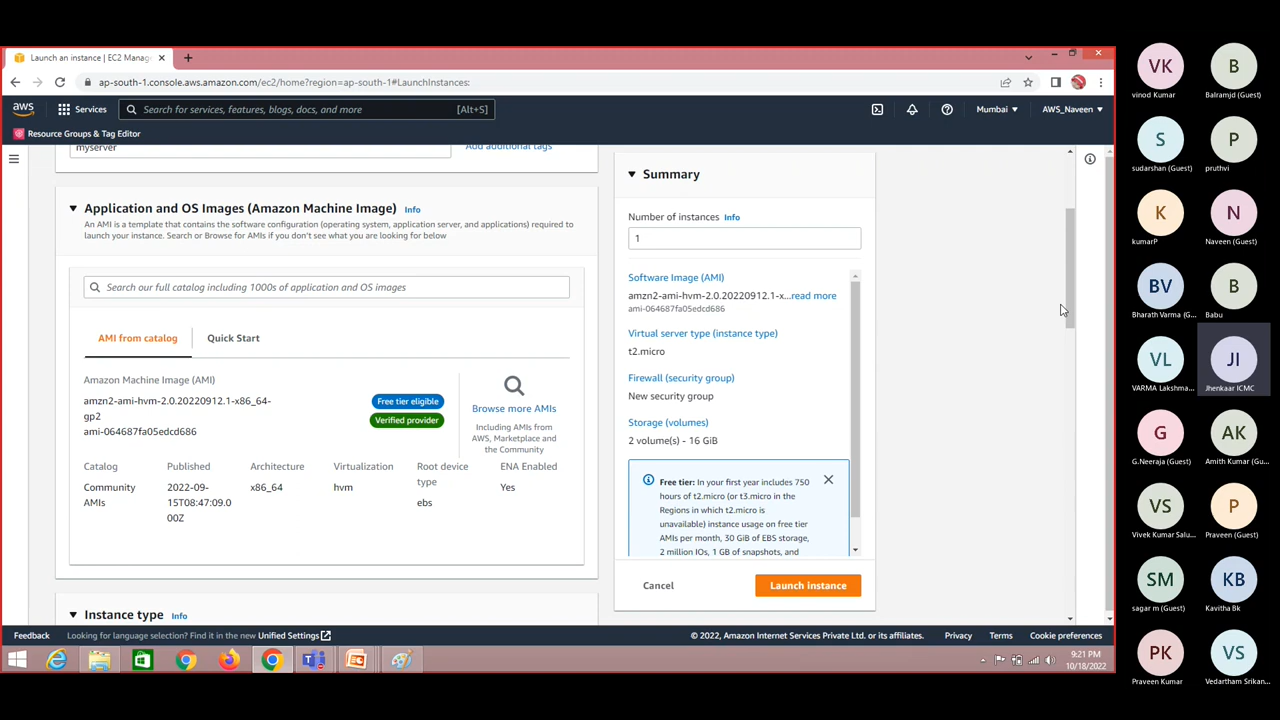 Launch an instance | EC2 Manag
ap-south-1.console.aws.amazon.com/ec2/home?region=ap-south-1#LaunchInstances:
aws
Services
Search for services, features, blogs, docs, and more
[Alt+S]
Mumbai
AWS_Naveen
Resource Groups & Tag Editor
myserver
Add additional tags
Application and OS Images (Amazon Machine Image) Info
An AMI is a template that contains the software configuration (operating system, application server, and applications) required to
launch your instance. Search or Browse for AMIs if you don't see what you are looking for below
Search our full catalog including 1000s of application and OS images
AMI from catalog
Quick Start
Amazon Machine Image (AMI)
amzn2-ami-hvm-2.0.20220912.1-x86_64-
gp2
ami-064687fa05edcd686
Free tier eligible
Verified provider
Browse more AMIs
Including AMIs from
AWS, Marketplace and
the Community
Catalog
Community
AMIs
Published
2022-09-
15T08:47:09.0
00Z
Architecture
x86_64
Virtualization
hvm
Root device
type
ebs
ENA Enabled
Yes
Instance type Info
Summary
Number of instances Info
1
Software Image (AMI)
amzn2-ami-hvm-2.0.20220912.1-x...read more
ami-064687fa05edcd686
Virtual server type (instance type)
t2.micro
Firewall (security group)
New security group
Storage (volumes)
2 volume(s) - 16 GiB
Free tier: In your first year includes 750
hours of t2.micro (or t3.micro in the
Regions in which t2.micro is
unavailable) instance usage on free tier
AMIs per month, 30 GiB of EBS storage,
2 million IOs, 1 GB of snapshots, and
Cancel
Launch instance
Feedback
Looking for language selection? Find it in the new Unified Settings
© 2022, Amazon Internet Services Private Ltd. or its affiliates.
Privacy
Terms
Cookie preferences
9:21 PM
10/18/2022
VK
vinod Kumar
B
Balramjd (Guest)
S
sudarshan (Guest)
P
pruthvi
K
kumarP
N
Naveen (Guest)
BV
Bharath Varma (G...
B
Babu
VL
VARMA Lakshma...
JI
Jhenkaar ICMC
G
G.Neeraja (Guest)
AK
Amith Kumar (Gu...
VS
Vivek Kumar Salu...
P
Praveen (Guest)
SM
sagar m (Guest)
KB
Kavitha Bk
PK
Praveen Kumar
VS
Vedartham Srikan...